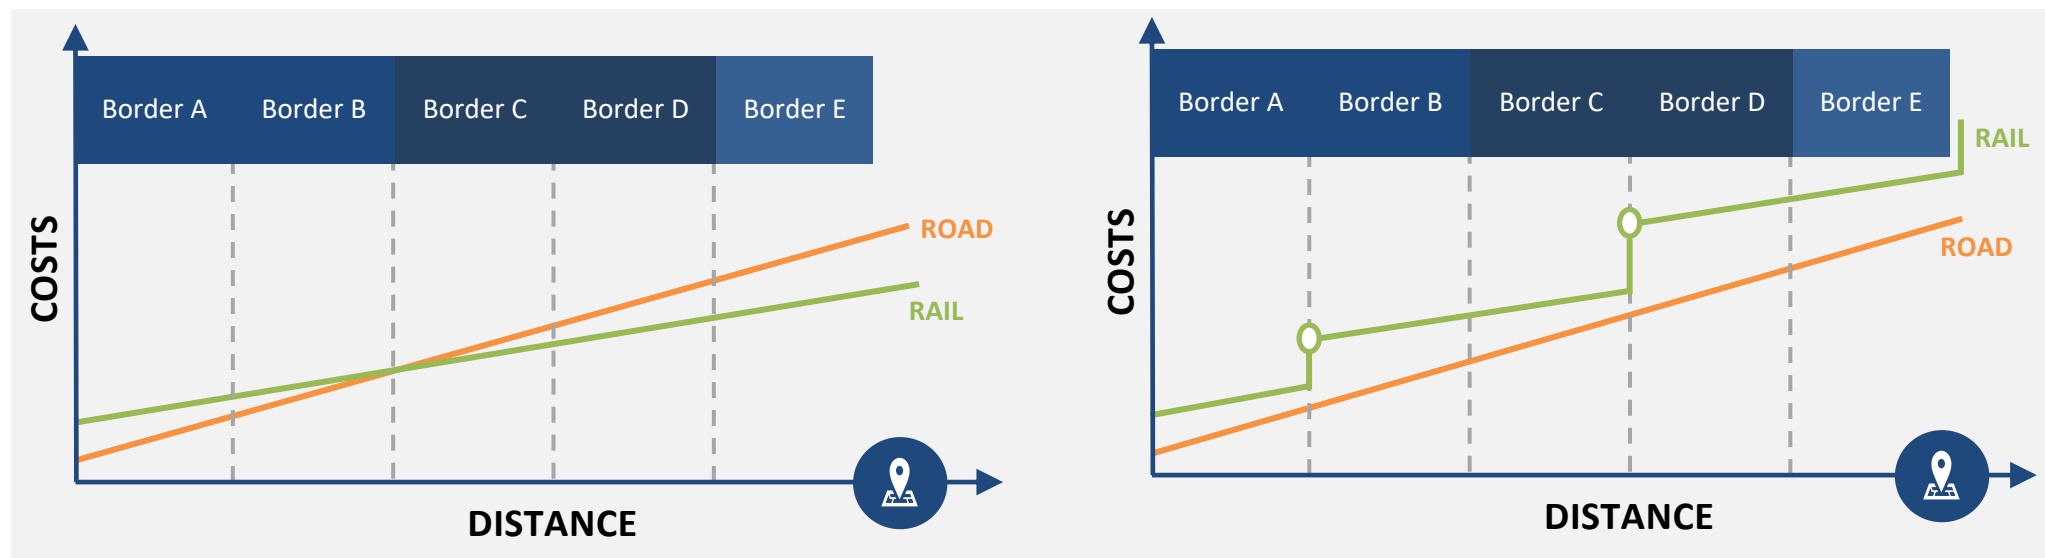 Border A
Border B
Border C
Border D
Border E
COSTS
ROAD
RAIL
DISTANCE
Border A
Border B
Border C
Border D
Border E
RAIL
COSTS
ROAD
DISTANCE